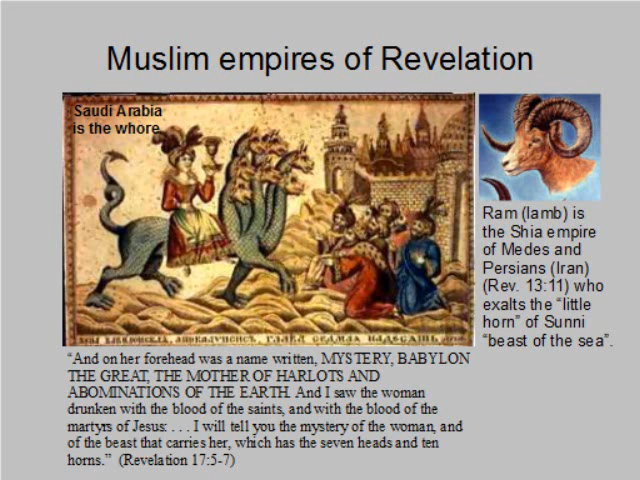 Muslim empires of Revelation
Saudi Arabia
is the whore
Ram (lamb) is
the Shia empire
of Medes and
Persians (Iran)
(Rev. 13:11) who
exalts the “little
horn” of Sunni
“beast of the sea”.
“And on her forehead was a name written, MYSTERY, BABYLON
THE GREAT, THE MOTHER OF HARLOTS AND
ABOMINATIONS OF THE EARTH. And I saw the woman
drunken with the blood of the saints, and with the blood of the
martyrs of Jesus: . . . I will tell you the mystery of the woman, and
of the beast that carries her, which has the seven heads and ten
horns.” (Revelation 17:5-7)